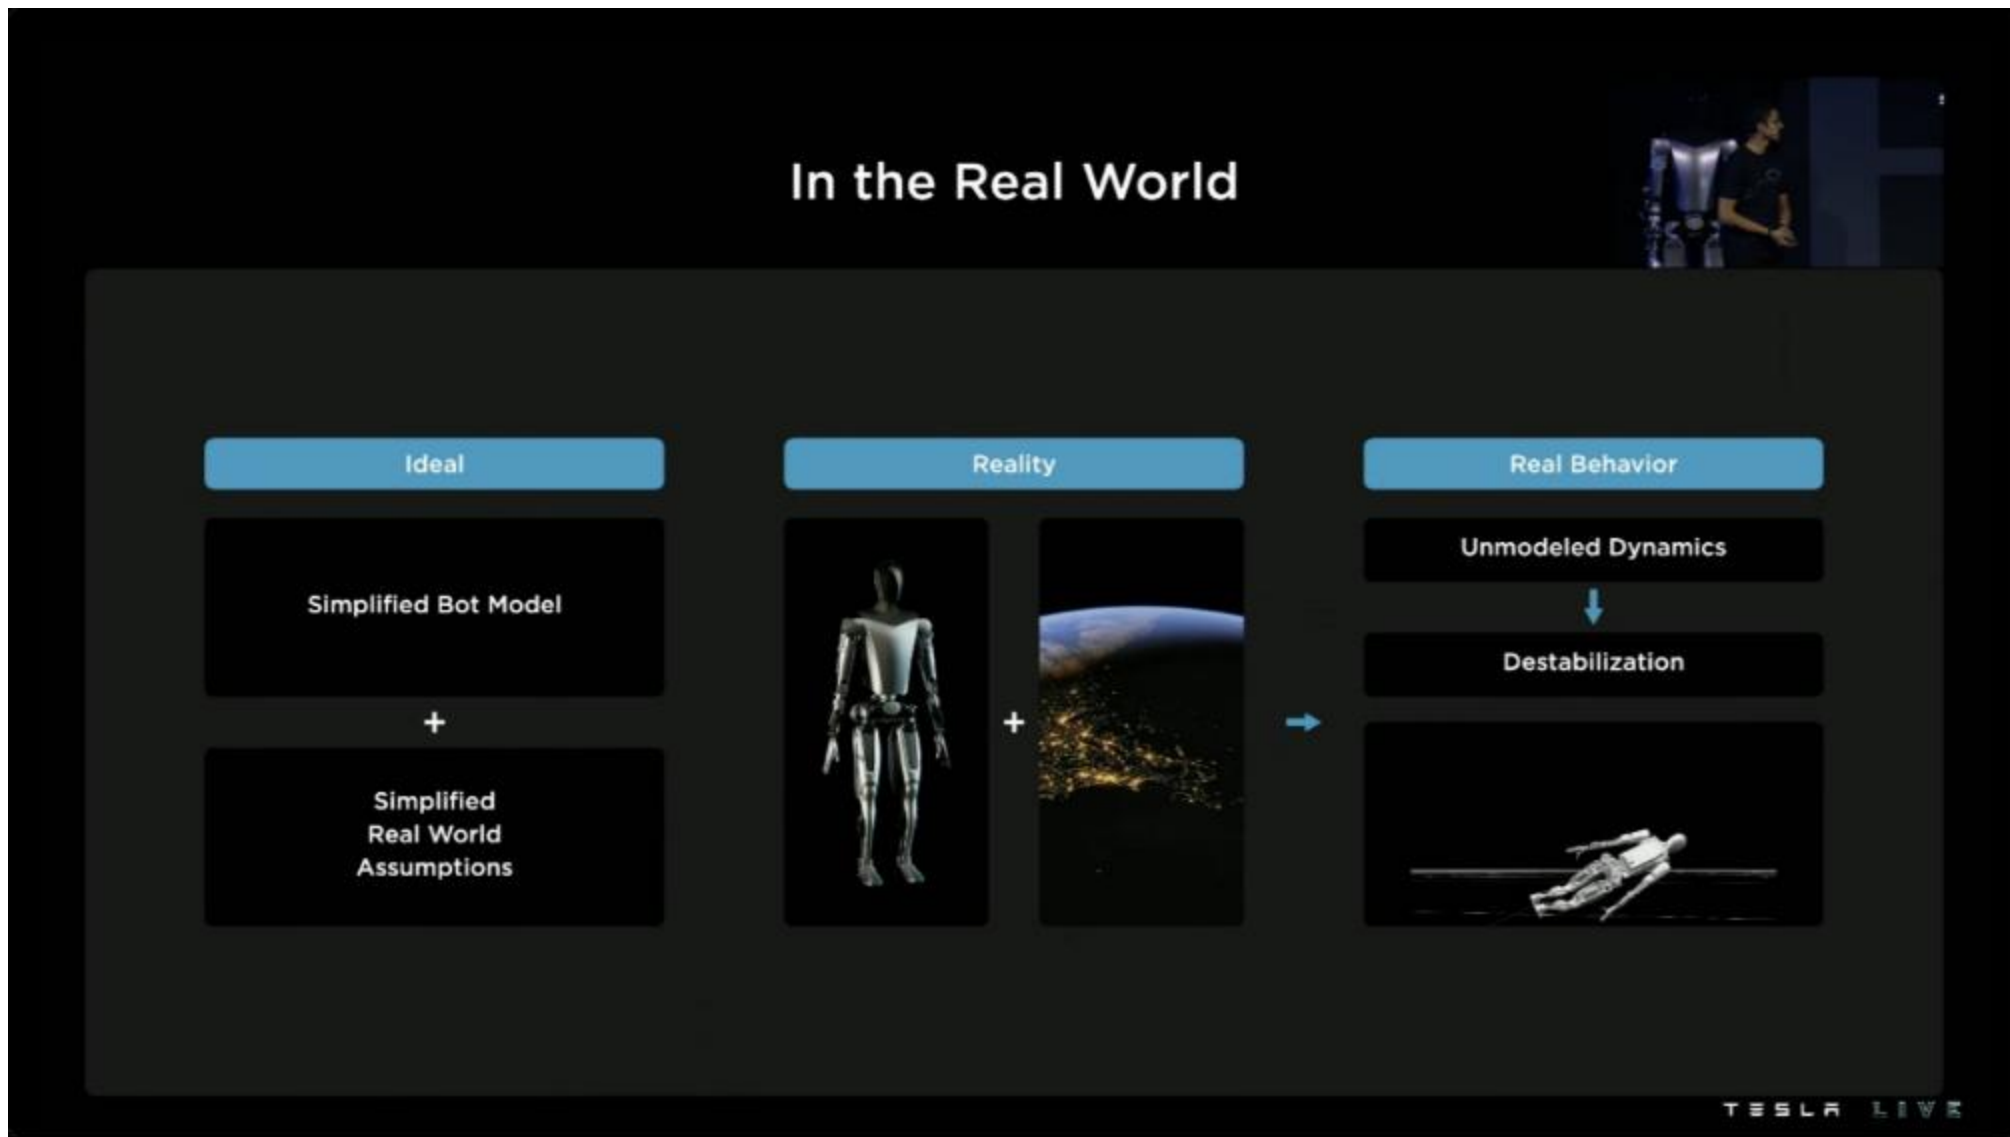 In the Real World
Ideal
Simplified Bot Model
+
Simplified
Real World
Assumptions
Reality
+
Real Behavior
Unmodeled Dynamics
Destabilization
TESLA LIVE